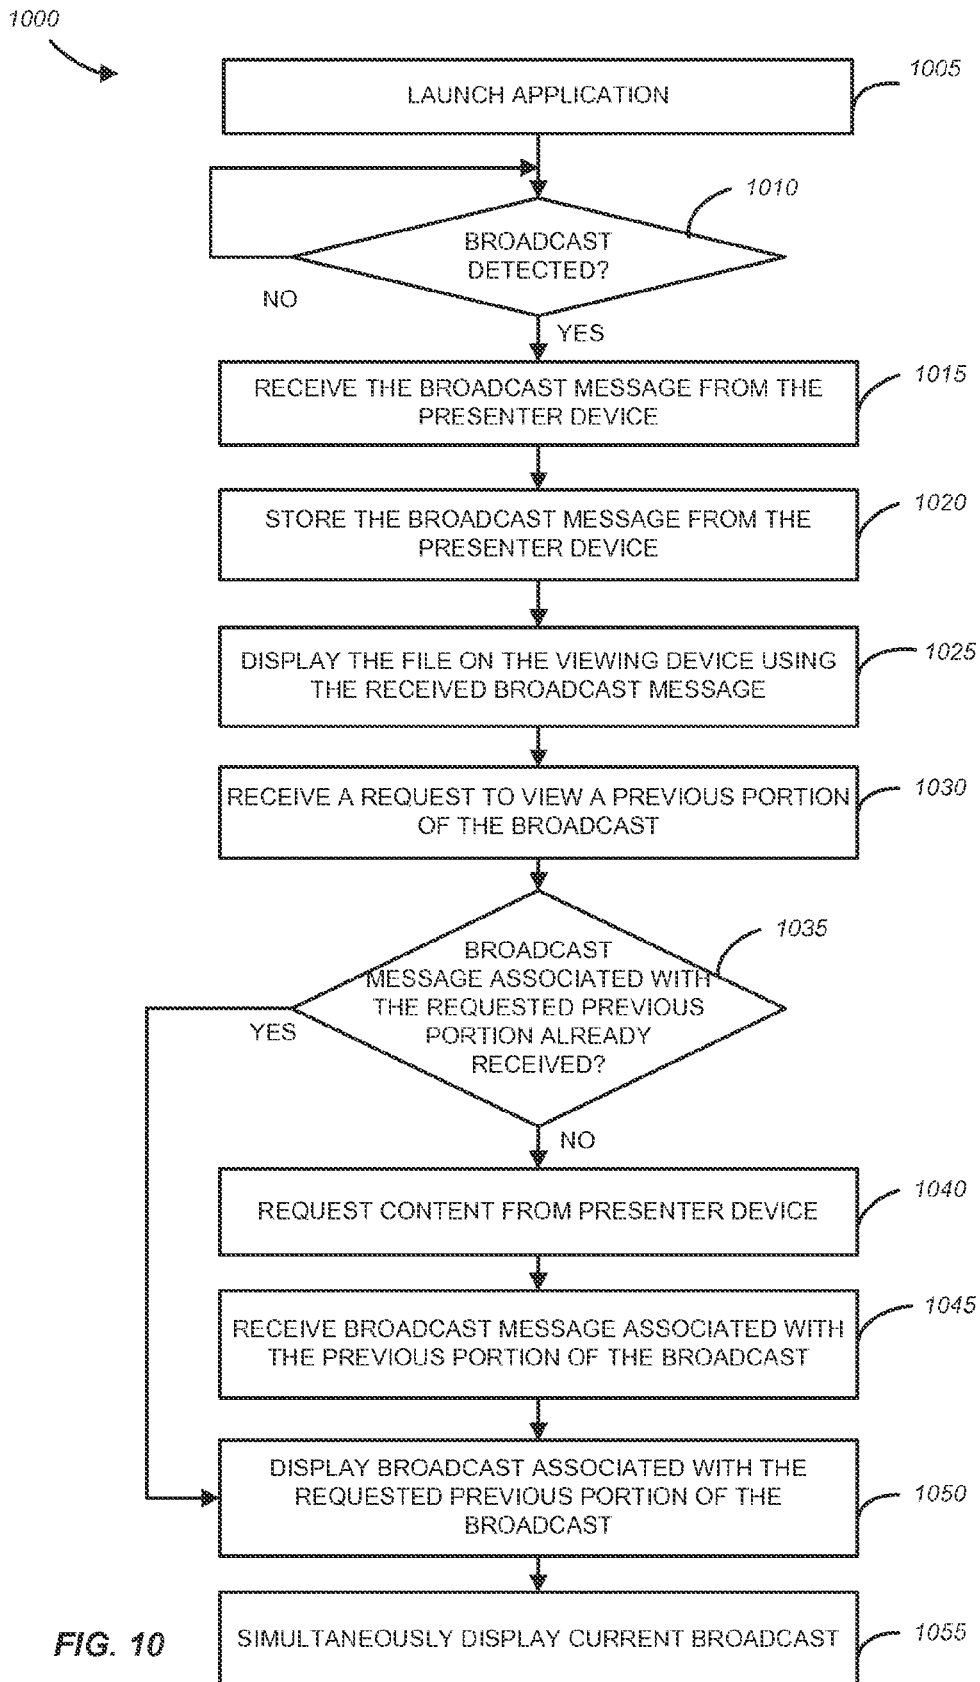 1000
LAUNCH APPLICATION
1005
BROADCAST
DETECTED?
1010
NO
YES
RECEIVE THE BROADCAST MESSAGE FROM THE
PRESENTER DEVICE
1015
STORE THE BROADCAST MESSAGE FROM THE
PRESENTER DEVICE
1020
DISPLAY THE FILE ON THE VIEWING DEVICE USING
THE RECEIVED BROADCAST MESSAGE
1025
RECEIVE A REQUEST TO VIEW A PREVIOUS PORTION
OF THE BROADCAST
1030
BROADCAST
MESSAGE ASSOCIATED WITH
THE REQUESTED PREVIOUS
PORTION ALREADY
RECEIVED?
1035
YES
NO
REQUEST CONTENT FROM PRESENTER DEVICE
1040
RECEIVE BROADCAST MESSAGE ASSOCIATED WITH
THE PREVIOUS PORTION OF THE BROADCAST
1045
DISPLAY BROADCAST ASSOCIATED WITH THE
REQUESTED PREVIOUS PORTION OF THE
BROADCAST
1050
SIMULTANEOUSLY DISPLAY CURRENT BROADCAST
1055
FIG. 10